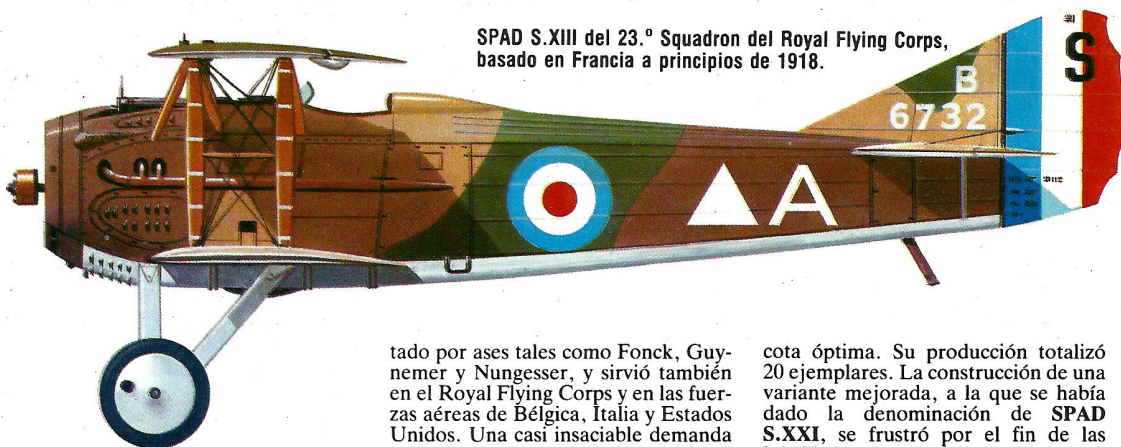 SPAD S.XIII del 23.º Squadron del Royal Flying Corps,
basado en Francia a principios de 1918.
B
6732
S
A
tado por ases tales como Fonck, Guy-
nemer y Nungesser, y sirvió también
en el Royal Flying Corps y en las fuer-
zas aéreas de Bélgica, Italia y Estados
Unidos. Una casi insaciable demanda
cota óptima. Su producción totalizó
20 ejemplares. La construcción de una
variante mejorada, a la que se había
dado la denominación de SPAD
S.XXI, se frustró por el fin de las